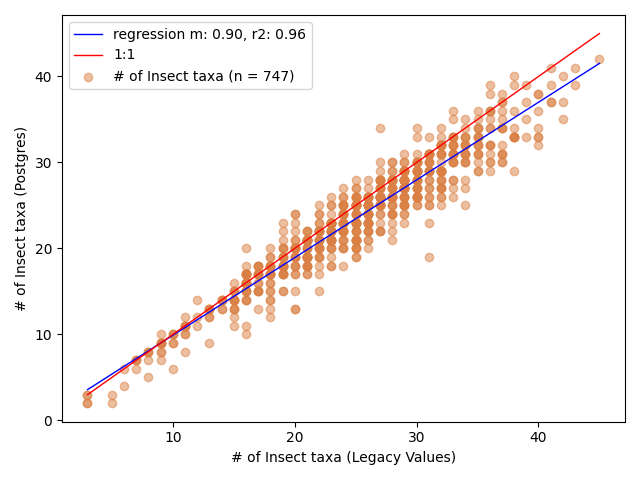 regression m: 0.90, r2: 0.96
1:1
# of Insect taxa (n = 747)
40
30
20
10
0
# of Insect taxa (Postgres)
10
20
30
40
# of Insect taxa (Legacy Values)